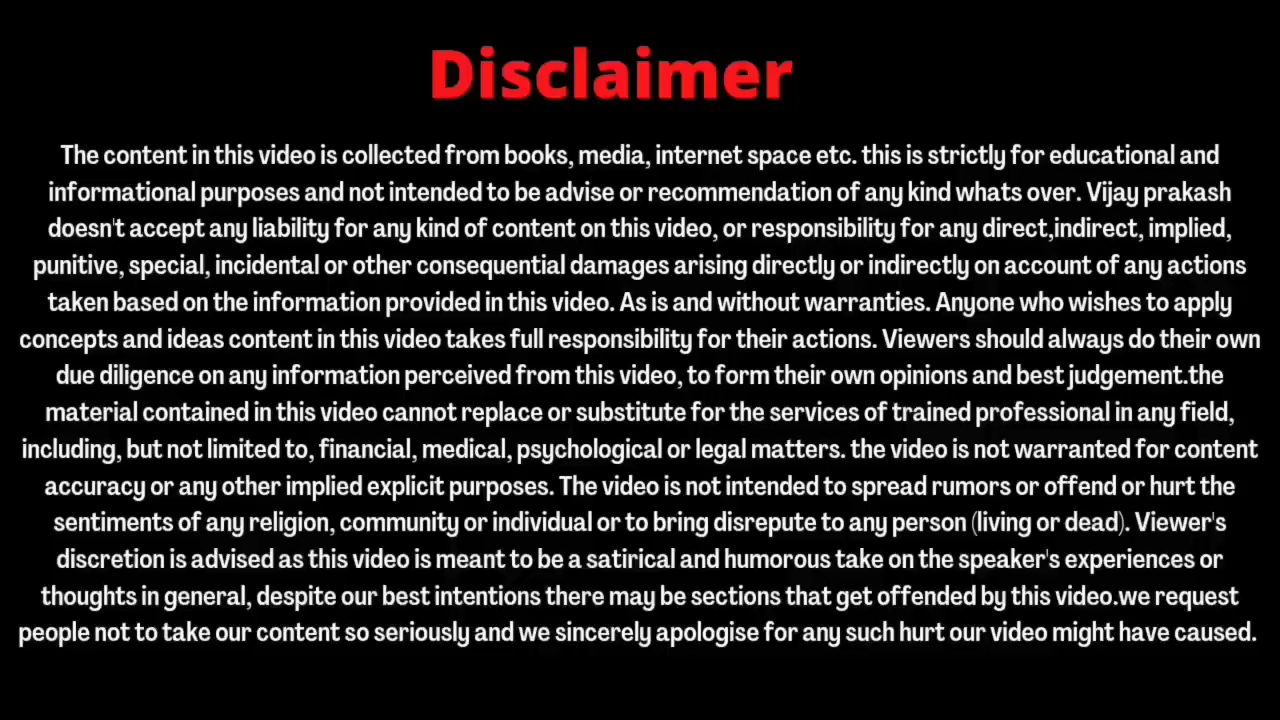 Disclaimer
The content in this video is collected from books, media, internet space etc. this is strictly for educational and
informational purposes and not intended to be advise or recommendation of any kind whats over. Vijay prakash
doesn't accept any liability for any kind of content on this video, or responsibility for any direct,indirect, implied,
punitive, special, incidental or other consequential damages arising directly or indirectly on account of any actions
taken based on the information provided in this video. As is and without warranties. Anyone who wishes to apply
concepts and ideas content in this video takes full responsibility for their actions. Viewers should always do their own
due diligence on any information perceived from this video, to form their own opinions and best judgement.the
material contained in this video cannot replace or substitute for the services of trained professional in any field,
including, but not limited to, financial, medical, psychological or legal matters. the video is not warranted for content
accuracy or any other implied explicit purposes. The video is not intended to spread rumors or offend or hurt the
sentiments of any religion, community or individual or to bring disrepute to any person (living or dead). Viewer's
discretion is advised as this video is meant to be a satirical and humorous take on the speaker's experiences or
thoughts in general, despite our best intentions there may be sections that get offended by this video.we request
people not to take our content so seriously and we sincerely apologise for any such hurt our video might have caused.